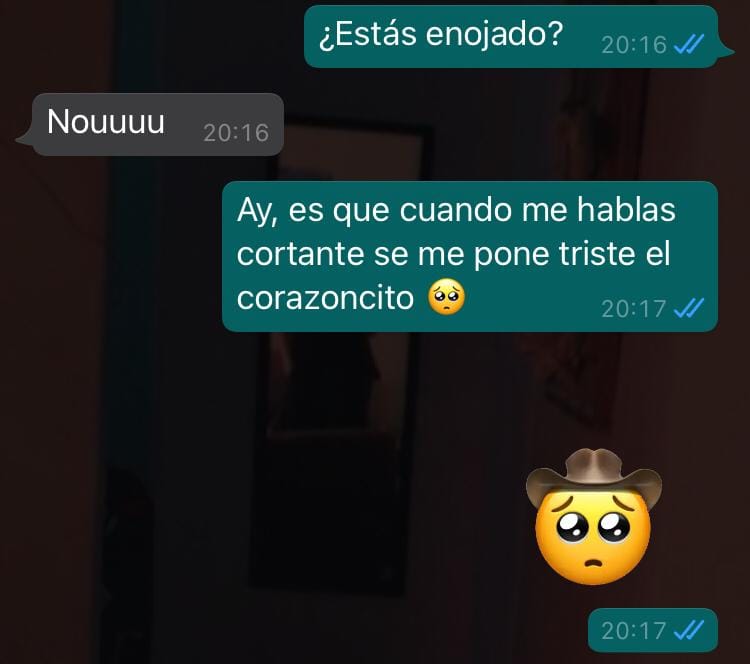 ¿Estás enojado? 20:16
Nouuuu 20:16
Ay, es que cuando me hablas
cortante se me pone triste el
corazoncito 🥺 20:17
20:17